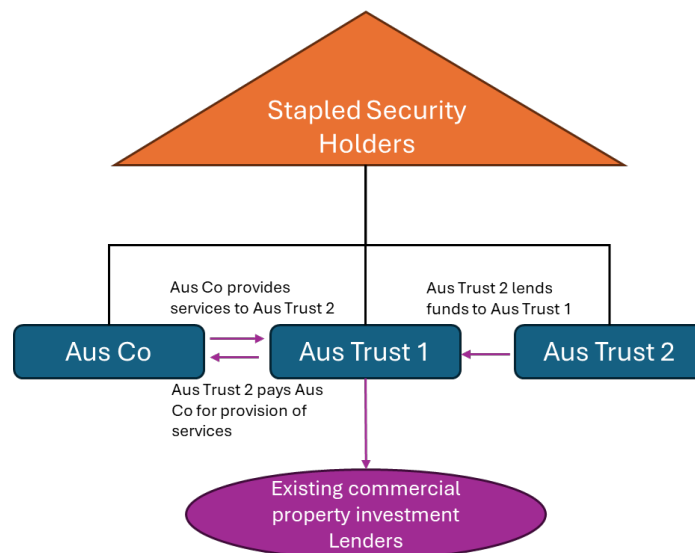 Stapled Security
Holders
Aus Co provides
services to Aus Trust 2
Aus Trust 2 lends
funds to Aus Trust 1
Aus Co
Aus Trust 1
Aus Trust 2
Aus Trust 2 pays Aus
Co for provision of
services
Existing commercial
property investment
Lenders